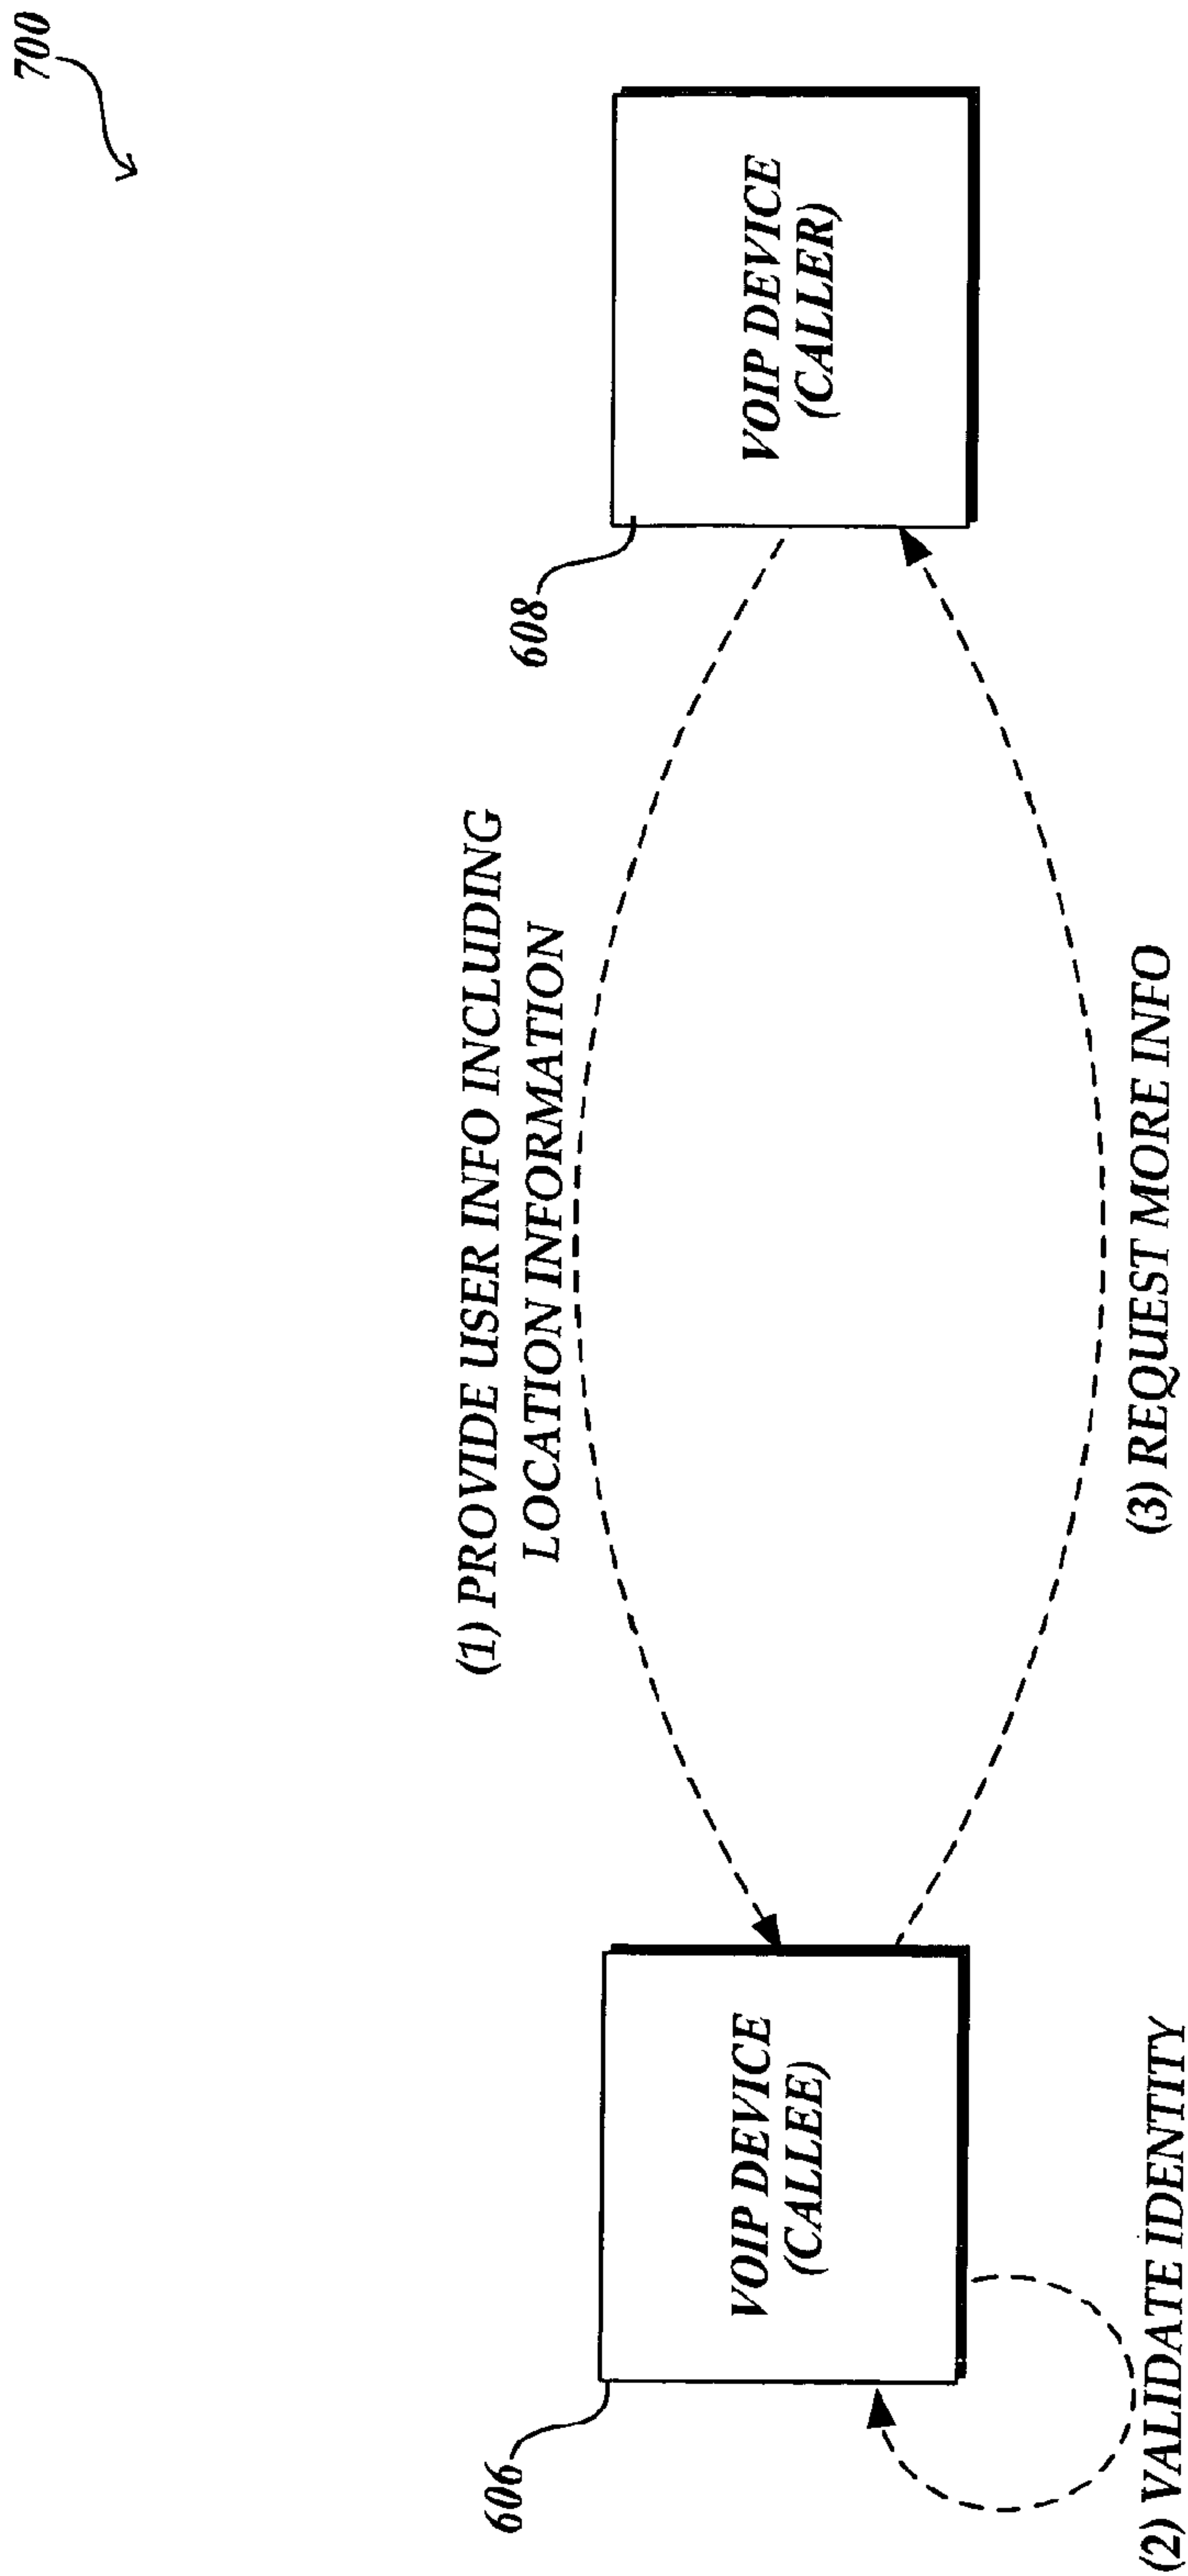 700
(1) PROVIDE USER INFO INCLUDING
LOCATION INFORMATION
606
608
VOIP DEVICE
(CALLEE)
VOIP DEVICE
(CALLER)
(2) VALIDATE IDENTITY
(3) REQUEST MORE INFO